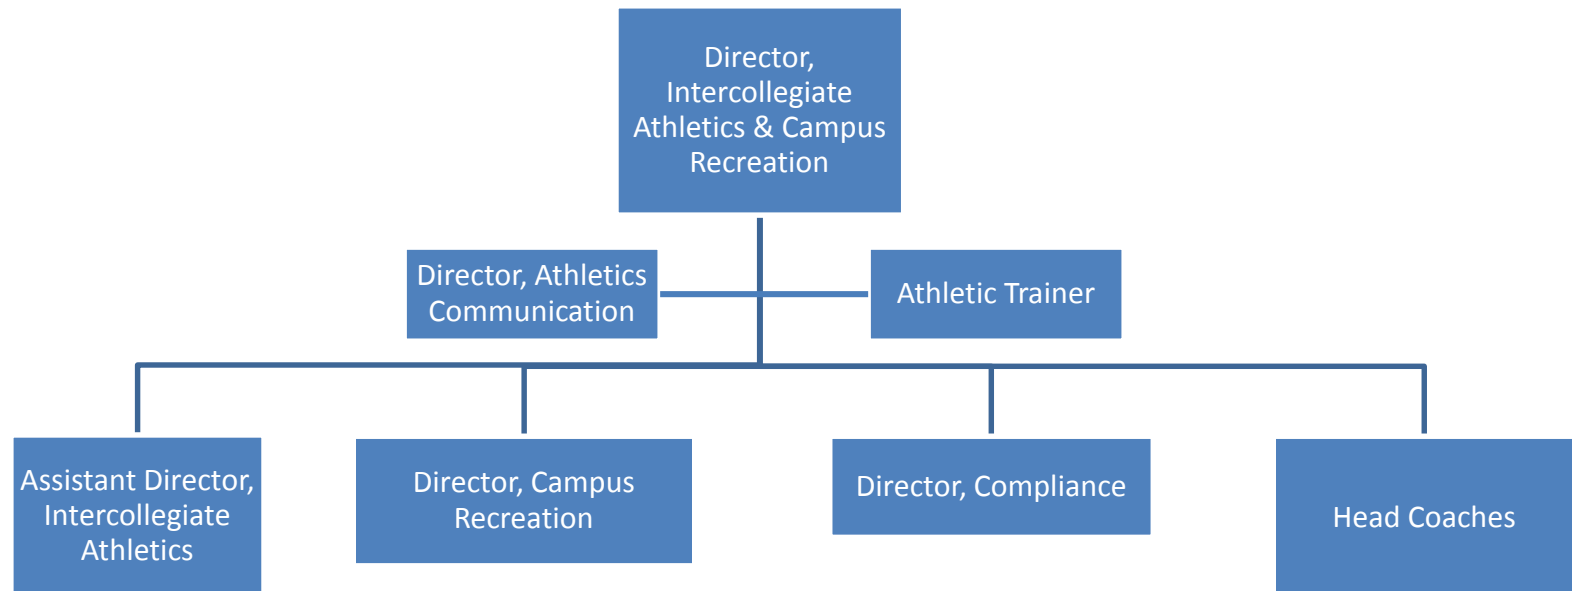 Director,
Intercollegiate
Athletics & Campus
Recreation
Director, Athletics
Communication
Athletic Trainer
Assistant Director,
Intercollegiate
Athletics
Director, Campus
Recreation
Director, Compliance
Head Coaches